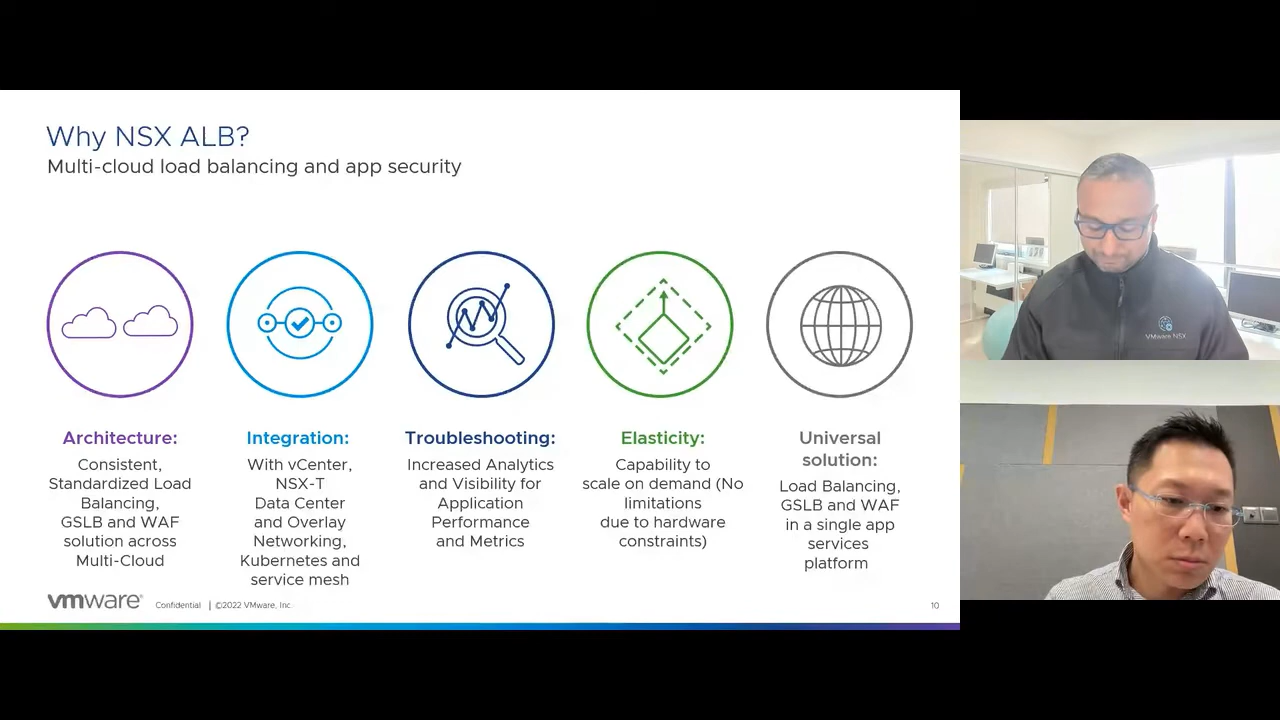 Why NSX ALB?
Multi-cloud load balancing and app security
Architecture:
Consistent,
Standardized Load
Balancing,
GSLB and WAF
solution across
Multi-Cloud
Integration:
With vCenter,
NSX-T
Data Center
and Overlay
Networking,
Kubernetes and
service mesh
Troubleshooting:
Increased Analytics
and Visibility for
Application
Performance
and Metrics
Elasticity:
Capability to
scale on demand (No
limitations
due to hardware
constraints)
Universal
solution:
Load Balancing,
GSLB and WAF
in a single app
services
platform
vmware® Confidential | ©2022 VMware, Inc
10
VMware NSX